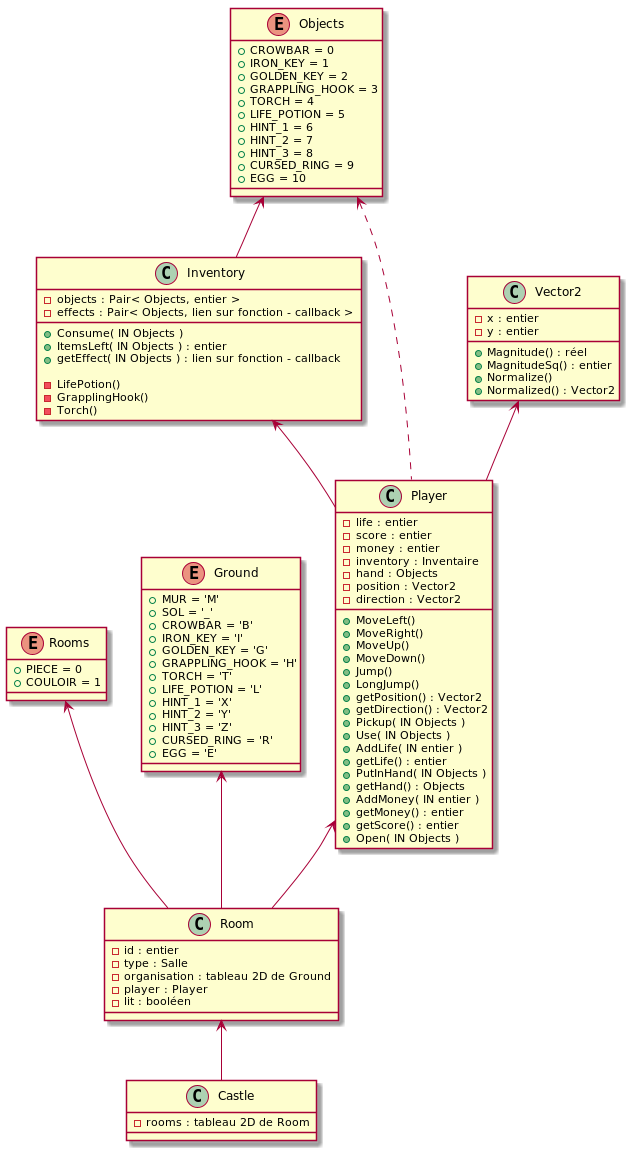 E Objects
CROWBAR = 0
IRON_KEY = 1
GOLDEN_KEY = 2
GRAPPLING_HOOK = 3
TORCH = 4
LIFE_POTION = 5
HINT_1 = 6
HINT_2 = 7
HINT_3 = 8
CURSED_RING = 9
EGG = 10
C Inventory
objects : Pair< Objects, entier >
effects : Pair< Objects, lien sur fonction - callback >
Consume( IN Objects )
ItemsLeft( IN Objects ) : entier
getEffect( IN Objects ) : lien sur fonction - callback
LifePotion()
GrapplingHook()
Torch()
C Vector2
x : entier
y : entier
Magnitude() : réel
MagnitudeSq() : entier
Normalize()
Normalized() : Vector2
C Player
life : entier
score : entier
money : entier
inventory : Inventaire
hand : Objects
position : Vector2
direction : Vector2
MoveLeft()
MoveRight()
MoveUp()
MoveDown()
Jump()
LongJump()
getPosition() : Vector2
getDirection() : Vector2
Pickup( IN Objects )
Use( IN Objects )
AddLife( IN entier )
getLife() : entier
PutInHand( IN Objects )
getHand() : Objects
AddMoney( IN entier )
getMoney() : entier
getScore() : entier
Open( IN Objects )
E Ground
MUR = 'M'
SOL = '_'
CROWBAR = 'B'
IRON_KEY = 'I'
GOLDEN_KEY = 'G'
GRAPPLING_HOOK = 'H'
TORCH = 'T'
LIFE_POTION = 'L'
HINT_1 = 'X'
HINT_2 = 'Y'
HINT_3 = 'Z'
CURSED_RING = 'R'
EGG = 'E'
E Rooms
PIECE = 0
COULOIR = 1
C Room
id : entier
type : Salle
organisation : tableau 2D de Ground
player : Player
lit : booléen
C Castle
rooms : tableau 2D de Room